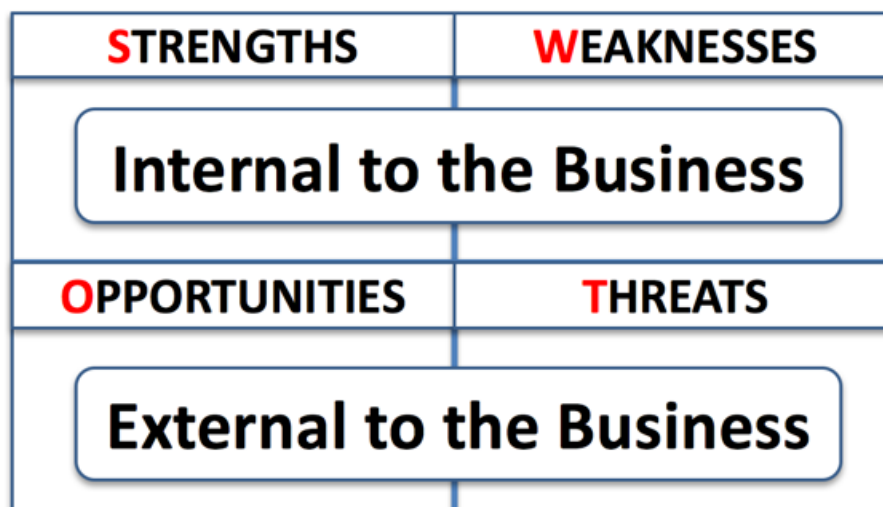 STRENGTHS
WEAKNESSES
Internal to the Business
OPPORTUNITIES
THREATS
External to the Business